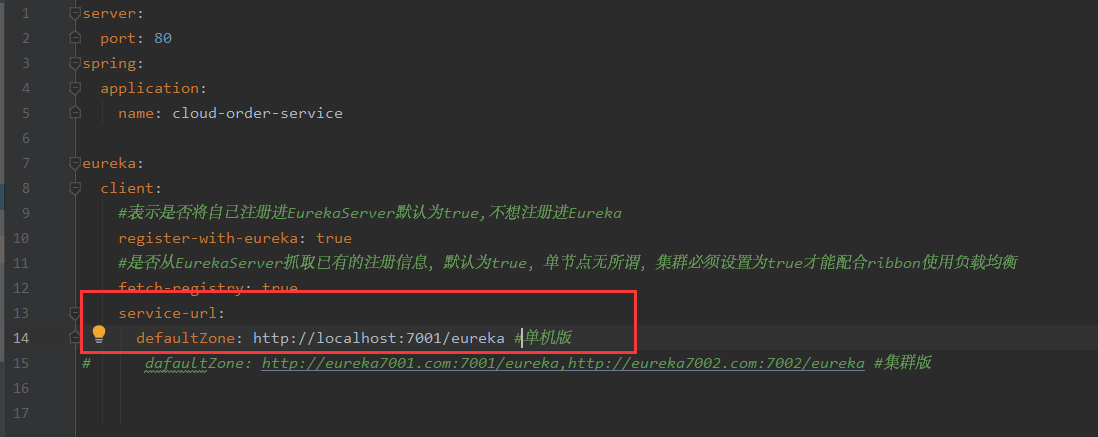 1 server:
2 port: 80
3 spring:
4 application:
5 name: cloud-order-service
6
7 eureka:
8 client:
9 #表示是否将自己注册进EurekaServer默认为true,不想注册进Eureka
10 register-with-eureka: true
11 #是否从EurekaServer抓取已有的注册信息，默认为true，单节点无所谓，集群必须设置为true才能配合ribbon使用负载均衡
12 fetch-registry: true
13 service-url:
14 defaultZone: http://localhost:7001/eureka #单机版
15 # dafaultZone: http://eureka7001.com:7001/eureka,http://eureka7002.com:7002/eureka #集群版
16
17